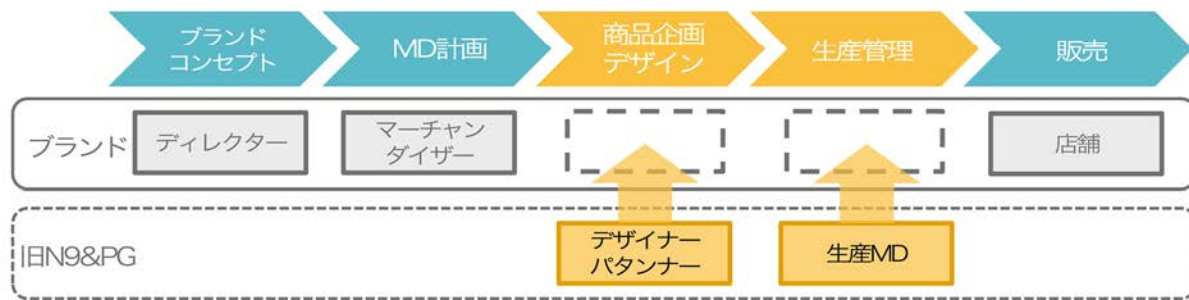 ブランド
コンセプト
MD計画
商品企画
デザイン
生産管理
販売
ブランド
ディレクター
マーチャン
ダイザー
店舗
旧N9&PG
デザイナー
パタンナー
生産MD